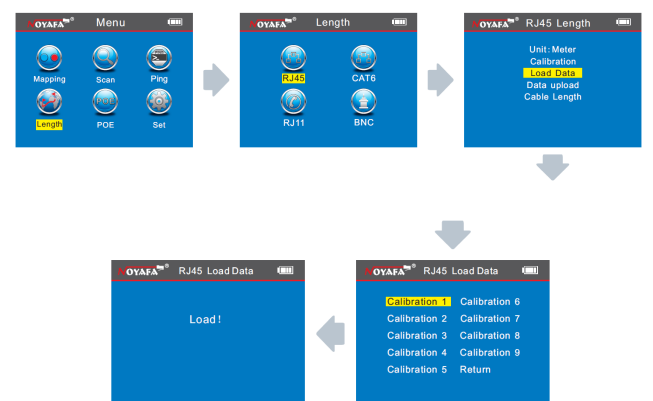 NOYAFA® Menu
Mapping Scan Ping
Length POE Set
NOYAFA® Length
RJ45 CAT6
RJ11 BNC
NOYAFA® RJ45 Length
Unit:Meter
Calibration
Load Data
Data upload
Cable Length
NOYAFA® RJ45 Load Data
Load!
NOYAFA® RJ45 Load Data
Calibration 1 Calibration 6
Calibration 2 Calibration 7
Calibration 3 Calibration 8
Calibration 4 Calibration 9
Calibration 5 Return